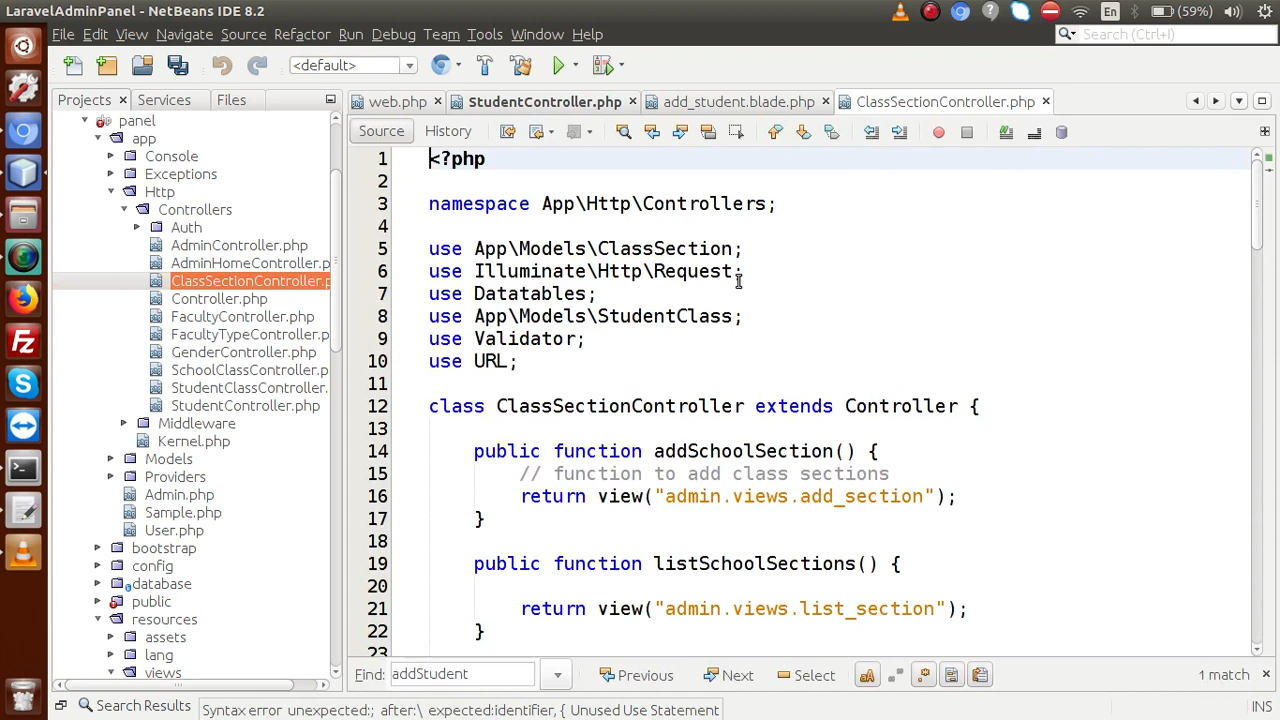 LaravelAdminPanel - NetBeans IDE 8.2
En
(59%)
File Edit View Navigate Source Refactor Run Debug Team Tools Window Help
Search (Ctrl+I)
<default>
Projects
Services
Files
web.php
StudentController.php
add_student.blade.php
ClassSectionController.php
Source
History
panel
app
Console
Exceptions
Http
Controllers
Auth
AdminController.php
AdminHomeController.p
ClassSectionController.p
Controller.php
FacultyController.php
FacultyTypeController.p
GenderController.php
SchoolClassController.p
StudentClassController.
StudentController.php
Middleware
Kernel.php
Models
Providers
Admin.php
Sample.php
User.php
bootstrap
config
database
public
resources
assets
lang
views
1 <?php
2
3 namespace App\Http\Controllers;
4
5 use App\Models\ClassSection;
6 use Illuminate\Http\Request;
7 use Datatables;
8 use App\Models\StudentClass;
9 use Validator;
10 use URL;
11
12 class ClassSectionController extends Controller {
13
14 public function addSchoolSection() {
15 // function to add class sections
16 return view("admin.views.add_section");
17 }
18
19 public function listSchoolSections() {
20
21 return view("admin.views.list_section");
22 }
23
Find: addStudent
Previous
Next
Select
1 match
Search Results
Syntax error unexpected:; after:\ expected:identifier, { Unused Use Statement
INS